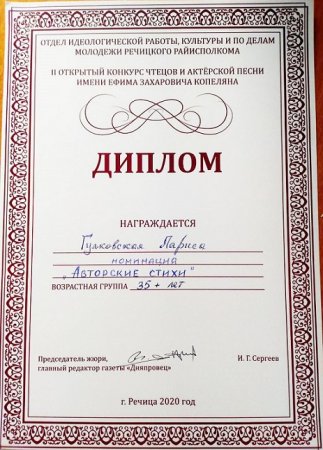 ОТДЕЛ ИДЕОЛОГИЧЕСКОЙ РАБОТЫ, КУЛЬТУРЫ И ПО ДЕЛАМ
МОЛОДЕЖИ РЕЧИЦКОГО РАЙИСПОЛКОМА
II ОТКРЫТЫЙ КОНКУРС ЧТЕЦОВ И АКТЁРСКОЙ ПЕСНИ
ИМЕНИ ЕФИМА ЗАХАРОВИЧА КОПЕЛЯНА
ДИПЛОМ
НАГРАЖДАЕТСЯ
Гулковская Лариса
номинация
"Авторские стихи"
ВОЗРАСТНАЯ ГРУППА 35+ лет
Председатель жюри,
главный редактор газеты «Дняпровец»
И. Г. Сергеев
г. Речица 2020 год